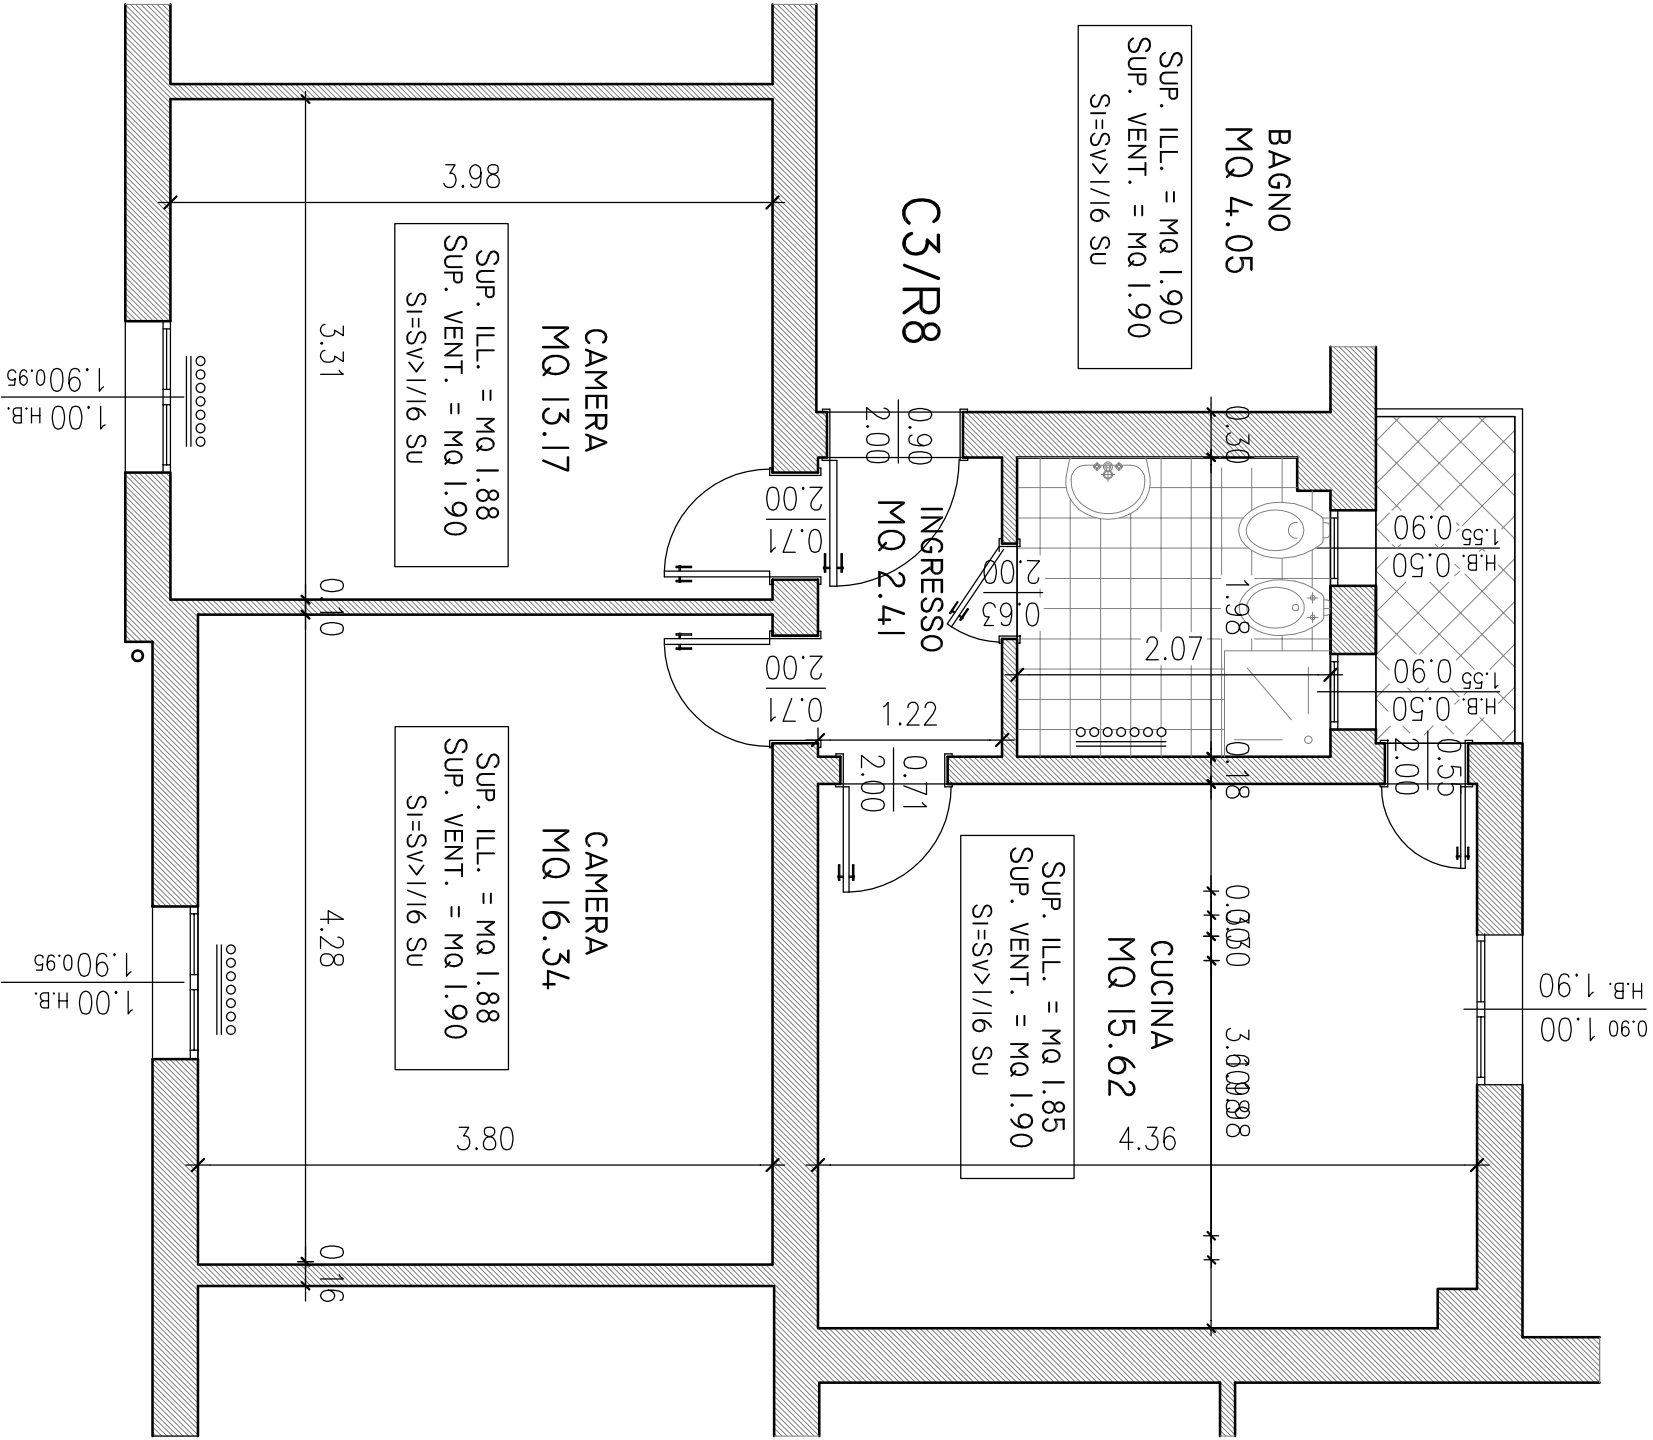 BAGNO
MQ 4.05
SUP. ILL. = MQ 1.90
SUP. VENT. = MQ 1.90
SI=SV>1/16 SU
C3/R8
CAMERA
MQ 13.17
SUP. ILL. = MQ 1.88
SUP. VENT. = MQ 1.90
SI=SV>1/16 SU
3.98
3.31
1.90 0.95
1.00 H.B.
0.10
INGRESSO
MQ 2.41
0.90
2.00
2.00
0.71
2.00
0.71
2.00
0.63
1.22
0.71
2.00
0.30
1.98
2.07
0.18
0.90 1.55
0.50 H.B.
0.90 1.55
0.50 H.B.
0.55
2.00
CAMERA
MQ 16.34
SUP. ILL. = MQ 1.88
SUP. VENT. = MQ 1.90
SI=SV>1/16 SU
4.28
3.80
0.16
1.90 0.95
1.00 H.B.
CUCINA
MQ 15.62
SUP. ILL. = MQ 1.85
SUP. VENT. = MQ 1.90
SI=SV>1/16 SU
4.36
H.B. 1.90
0.90 1.00